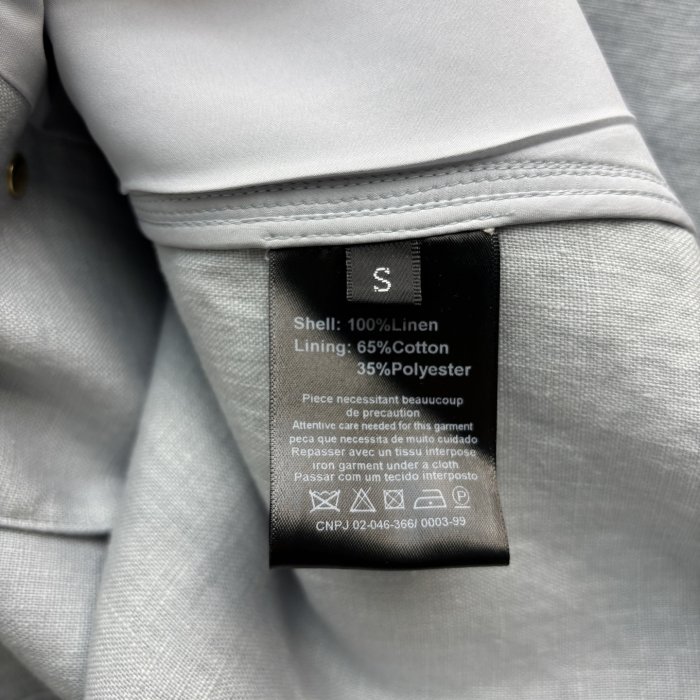 S
Shell: 100%Linen
Lining: 65%Cotton
35%Polyester
Piece necessitant beauucoup
de precaution
Attentive care needed for this garment
peca que necessita de muito cuidado
Repasser avec un tissu interpose
iron garment under a cloth
Passar com um tecido interposto
P
CNPJ 02-046-366/ 0003-99